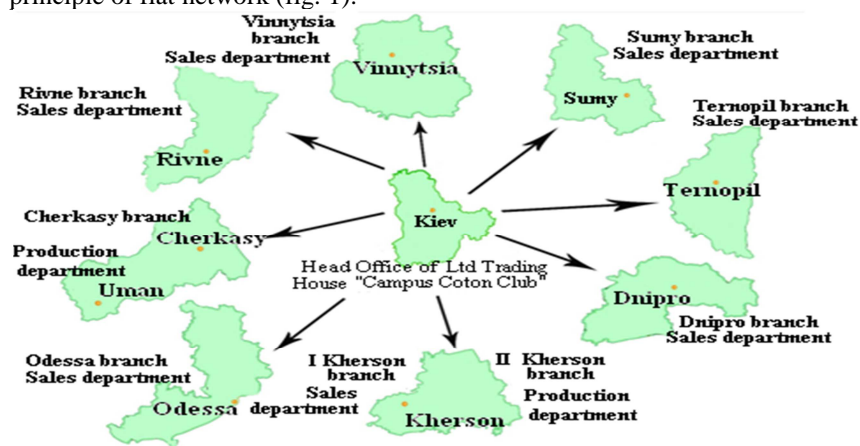 principle of flat network (fig. 1).
Vinnytsia
branch
Sales department
Vinnytsia
Sumy branch
Sales department
Sumy
Rivne branch
Sales department
Rivne
Ternopil branch
Sales department
Ternopil
Kiev
Head Office of Ltd Trading
House "Campus Coton Club"
Cherkasy branch
Cherkasy
Production
department
Uman
Dnipro
Dnipro branch
Sales department
Odessa branch
Sales department
Odessa
I Kherson
branch
Sales
department
Kherson
II Kherson
branch
Production
department